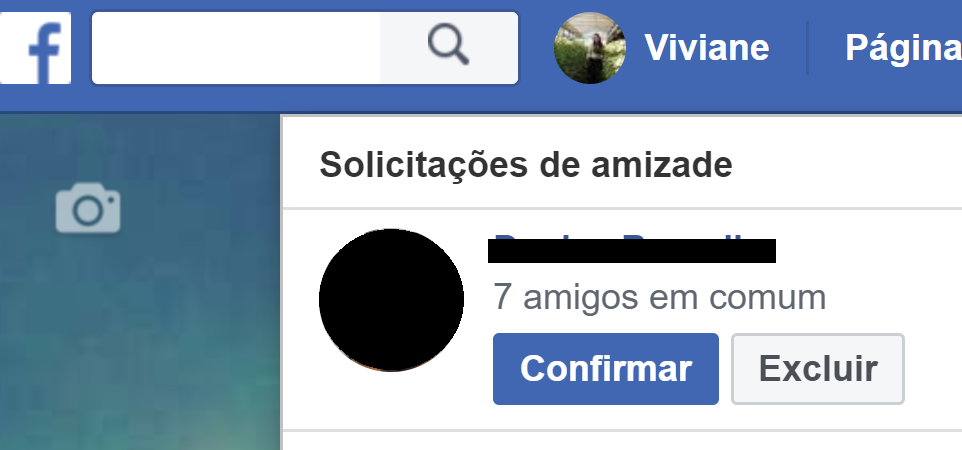 f
Viviane
Página
Solicitações de amizade
7 amigos em comum
Confirmar
Excluir